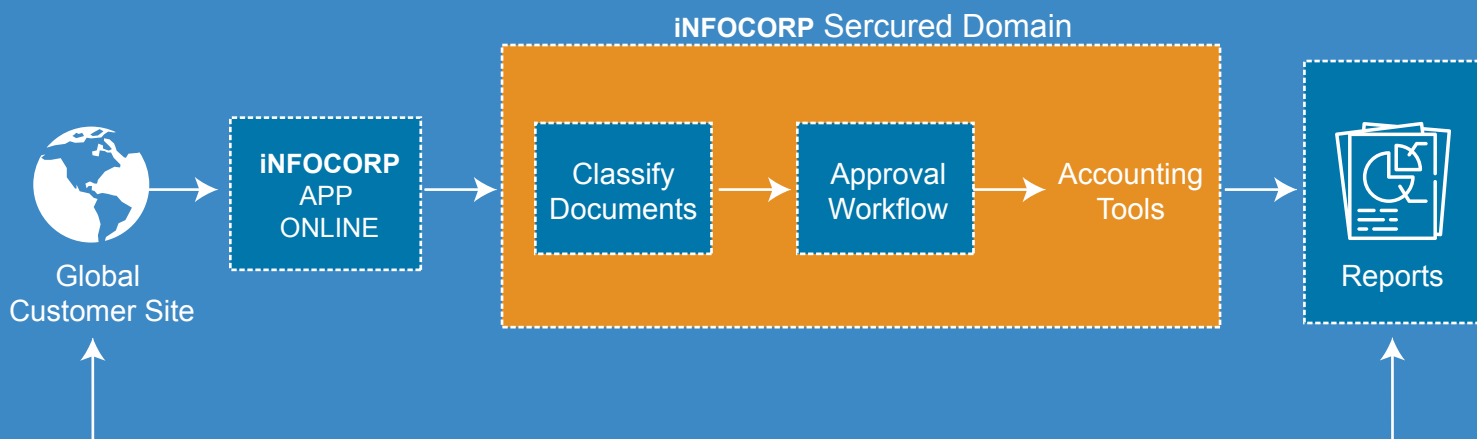 iNFOCORP Sercured Domain
iNFOCORP
APP
ONLINE
Classify
Documents
Approval
Workflow
Accounting
Tools
Global
Customer Site
Reports